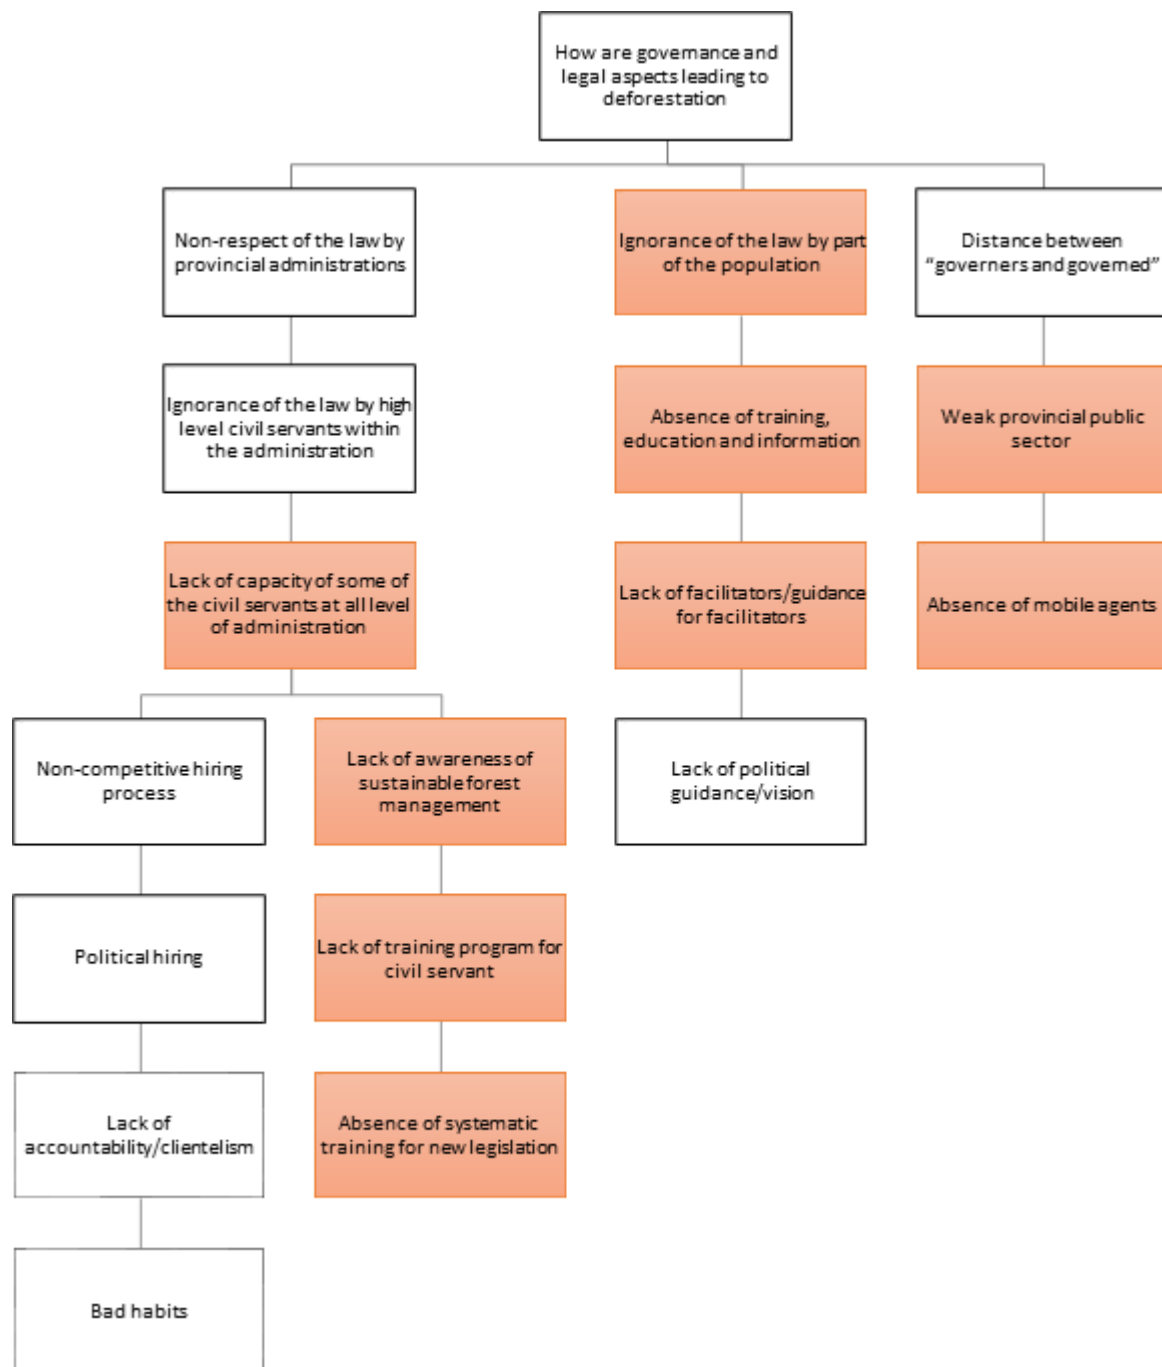 How are governance and
legal aspects leading to
deforestation
Non-respect of the law by
provincial administrations
Ignorance of the law by part
of the population
Distance between
“governers and governed”
Ignorance of the law by high
level civil servants within
the administration
Absence of training,
education and information
Weak provincial public
sector
Lack of capacity of some of
the civil servants at all level
of administration
Lack of facilitators/guidance
for facilitators
Absence of mobile agents
Non-competitive hiring
process
Lack of awareness of
sustainable forest
management
Lack of political
guidance/vision
Political hiring
Lack of training program for
civil servant
Lack of
accountability/clientelism
Absence of systematic
training for new legislation
Bad habits